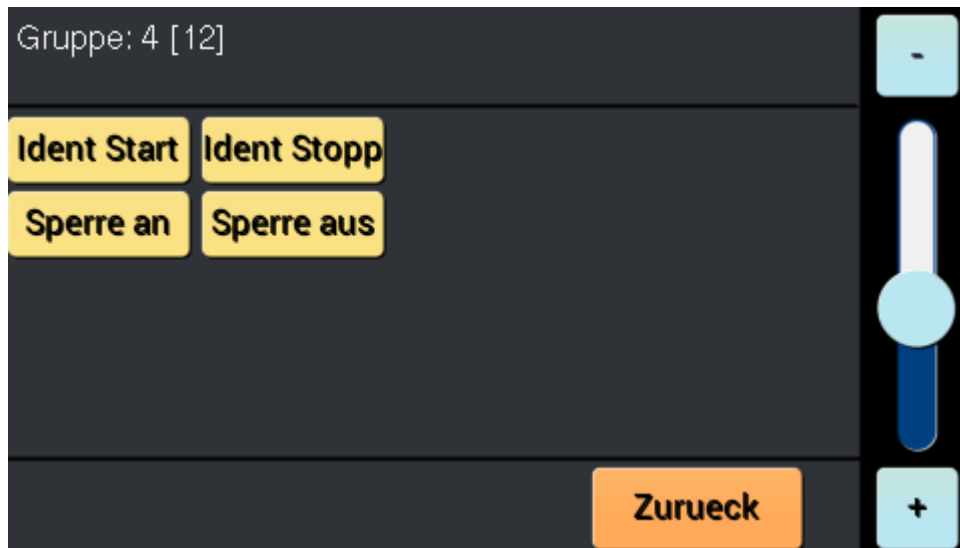 Gruppe: 4 [12]
-
Ident Start Ident Stopp
Sperre an Sperre aus
Zurueck
+